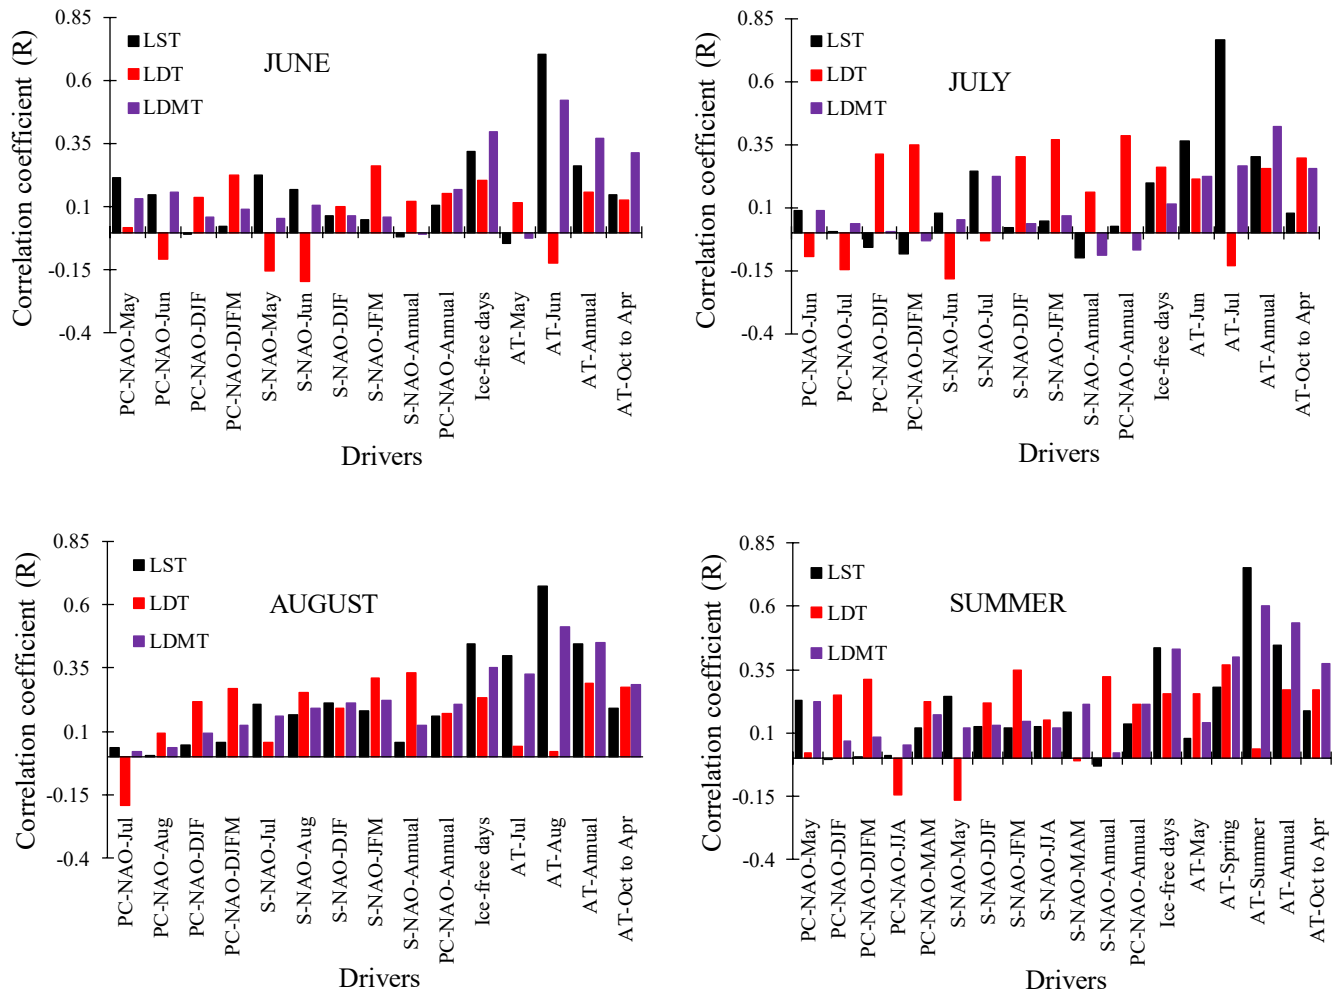 Correlation coefficient (R)
0.85
0.6
0.35
0.1
-0.15
-0.4
LST
LDT
LDMT
JUNE
PC-NAO-May
PC-NAO-Jun
PC-NAO-DJF
PC-NAO-DJFM
S-NAO-May
S-NAO-Jun
S-NAO-DJF
S-NAO-JFM
S-NAO-Annual
PC-NAO-Annual
Ice-free days
AT-May
AT-Jun
AT-Annual
AT-Oct to Apr
Drivers
Correlation coefficient (R)
0.85
0.6
0.35
0.1
-0.15
-0.4
LST
LDT
LDMT
JULY
PC-NAO-Jun
PC-NAO-Jul
PC-NAO-DJF
PC-NAO-DJFM
S-NAO-Jun
S-NAO-Jul
S-NAO-DJF
S-NAO-JFM
S-NAO-Annual
PC-NAO-Annual
Ice-free days
AT-Jun
AT-Jul
AT-Annual
AT-Oct to Apr
Drivers
Correlation coefficient (R)
0.85
0.6
0.35
0.1
-0.15
-0.4
LST
LDT
LDMT
AUGUST
PC-NAO-Jul
PC-NAO-Aug
PC-NAO-DJF
PC-NAO-DJFM
S-NAO-Jul
S-NAO-Aug
S-NAO-DJF
S-NAO-JFM
S-NAO-Annual
PC-NAO-Annual
Ice-free days
AT-Jul
AT-Aug
AT-Annual
AT-Oct to Apr
Drivers
Correlation coefficient (R)
0.85
0.6
0.35
0.1
-0.15
-0.4
LST
LDT
LDMT
SUMMER
PC-NAO-May
PC-NAO-DJF
PC-NAO-DJFM
PC-NAO-JJA
PC-NAO-MAM
S-NAO-May
S-NAO-DJF
S-NAO-JFM
S-NAO-JJA
S-NAO-MAM
S-NAO-Annual
PC-NAO-Annual
Ice-free days
AT-May
AT-Spring
AT-Summer
AT-Annual
AT-Oct to Apr
Drivers